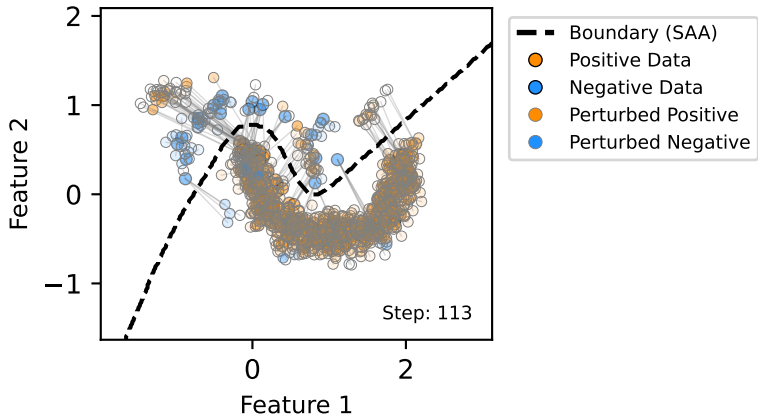 2
1
0
−1
Feature 2
0
2
Feature 1
Step: 113
Boundary (SAA)
Positive Data
Negative Data
Perturbed Positive
Perturbed Negative